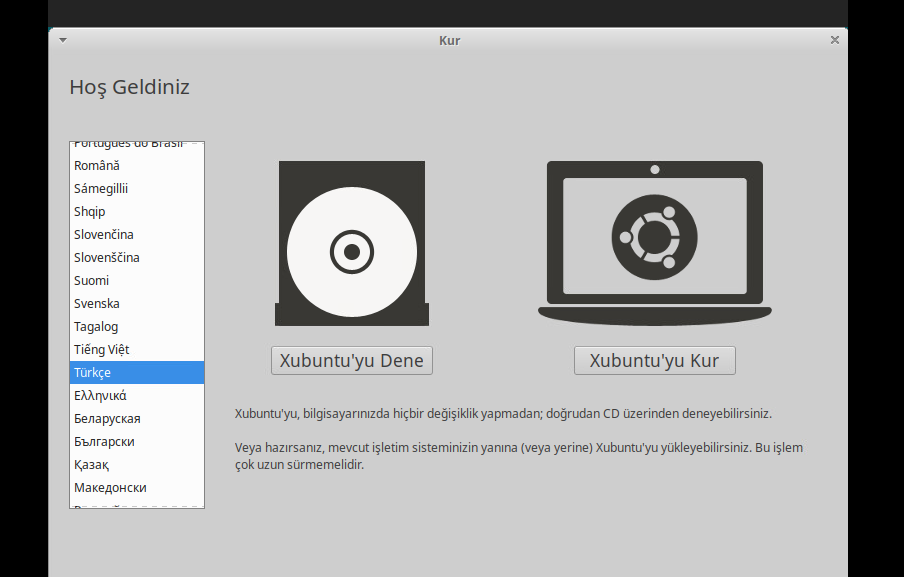 Kur
Hoş Geldiniz
Português do Brasil
Română
Sámegillii
Shqip
Slovenčina
Slovenščina
Suomi
Svenska
Tagalog
Tiếng Việt
Türkçe
Ελληνικά
Беларуская
Български
Қазақ
Македонски
Xubuntu'yu Dene
Xubuntu'yu Kur
Xubuntu'yu, bilgisayarınızda hiçbir değişiklik yapmadan; doğrudan CD üzerinden deneyebilirsiniz.
Veya hazırsanız, mevcut işletim sisteminizin yanına (veya yerine) Xubuntu'yu yükleyebilirsiniz. Bu işlem
çok uzun sürmemelidir.